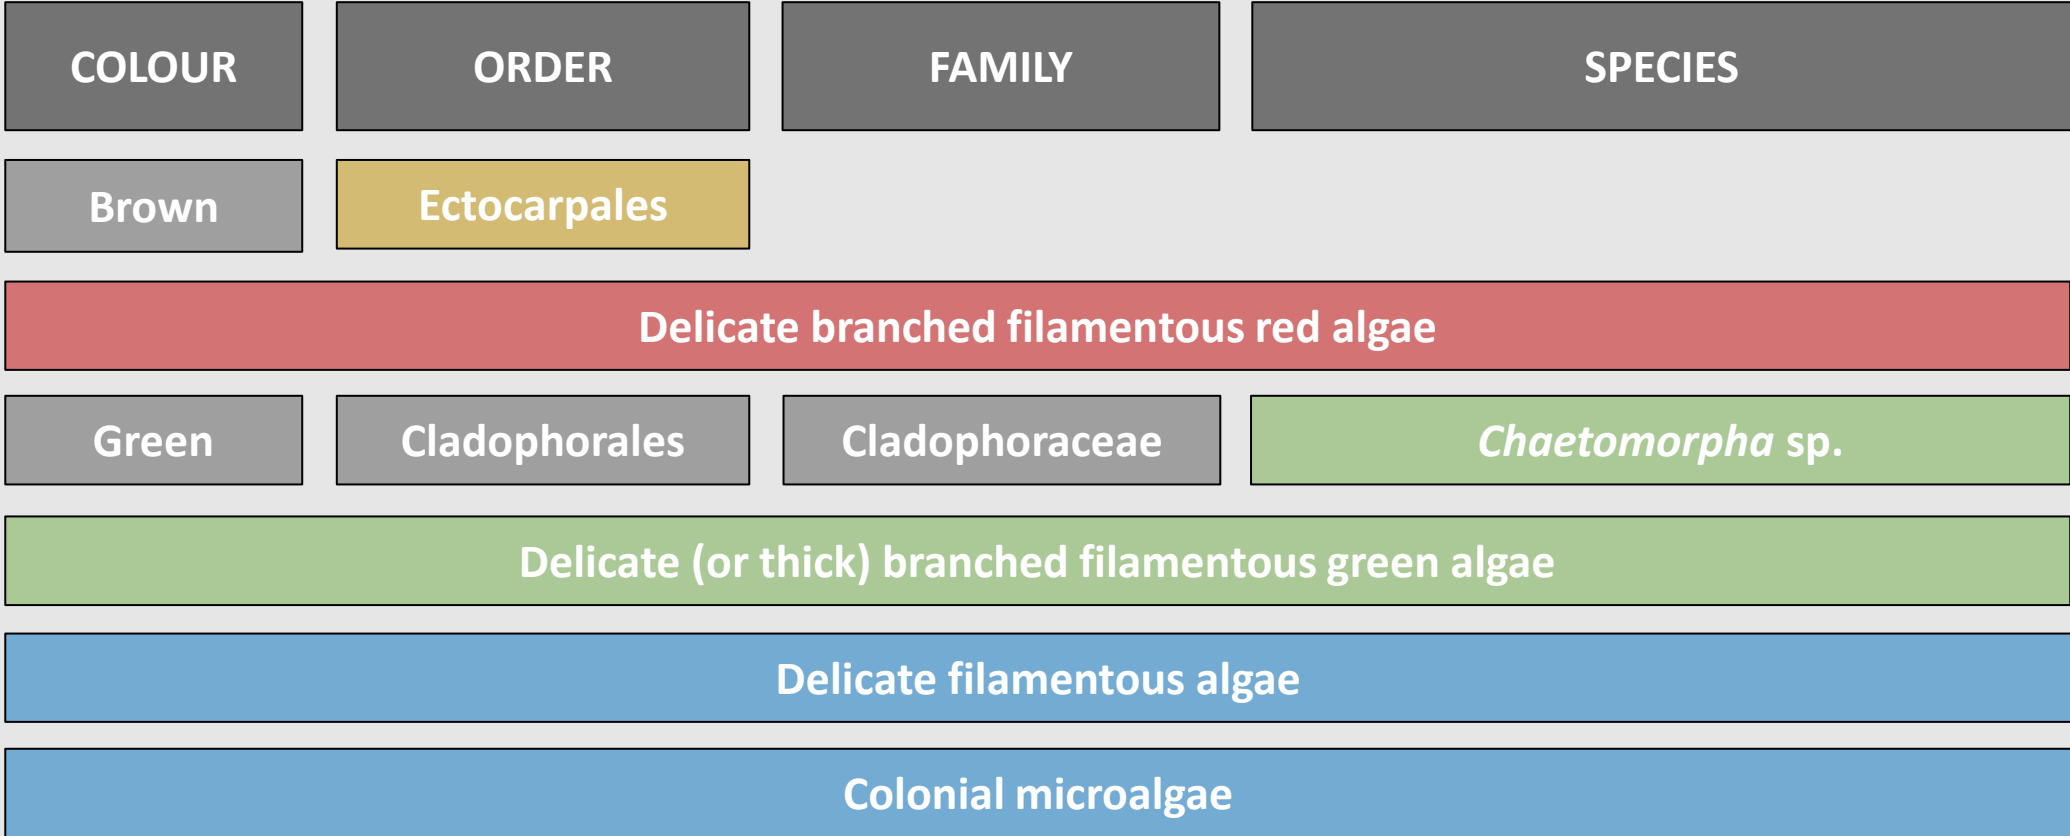 COLOUR ORDER FAMILY SPECIES
Brown Ectocarpales
Delicate branched filamentous red algae
Green Cladophorales Cladophoraceae Chaetomorpha sp.
Delicate (or thick) branched filamentous green algae
Delicate filamentous algae
Colonial microalgae